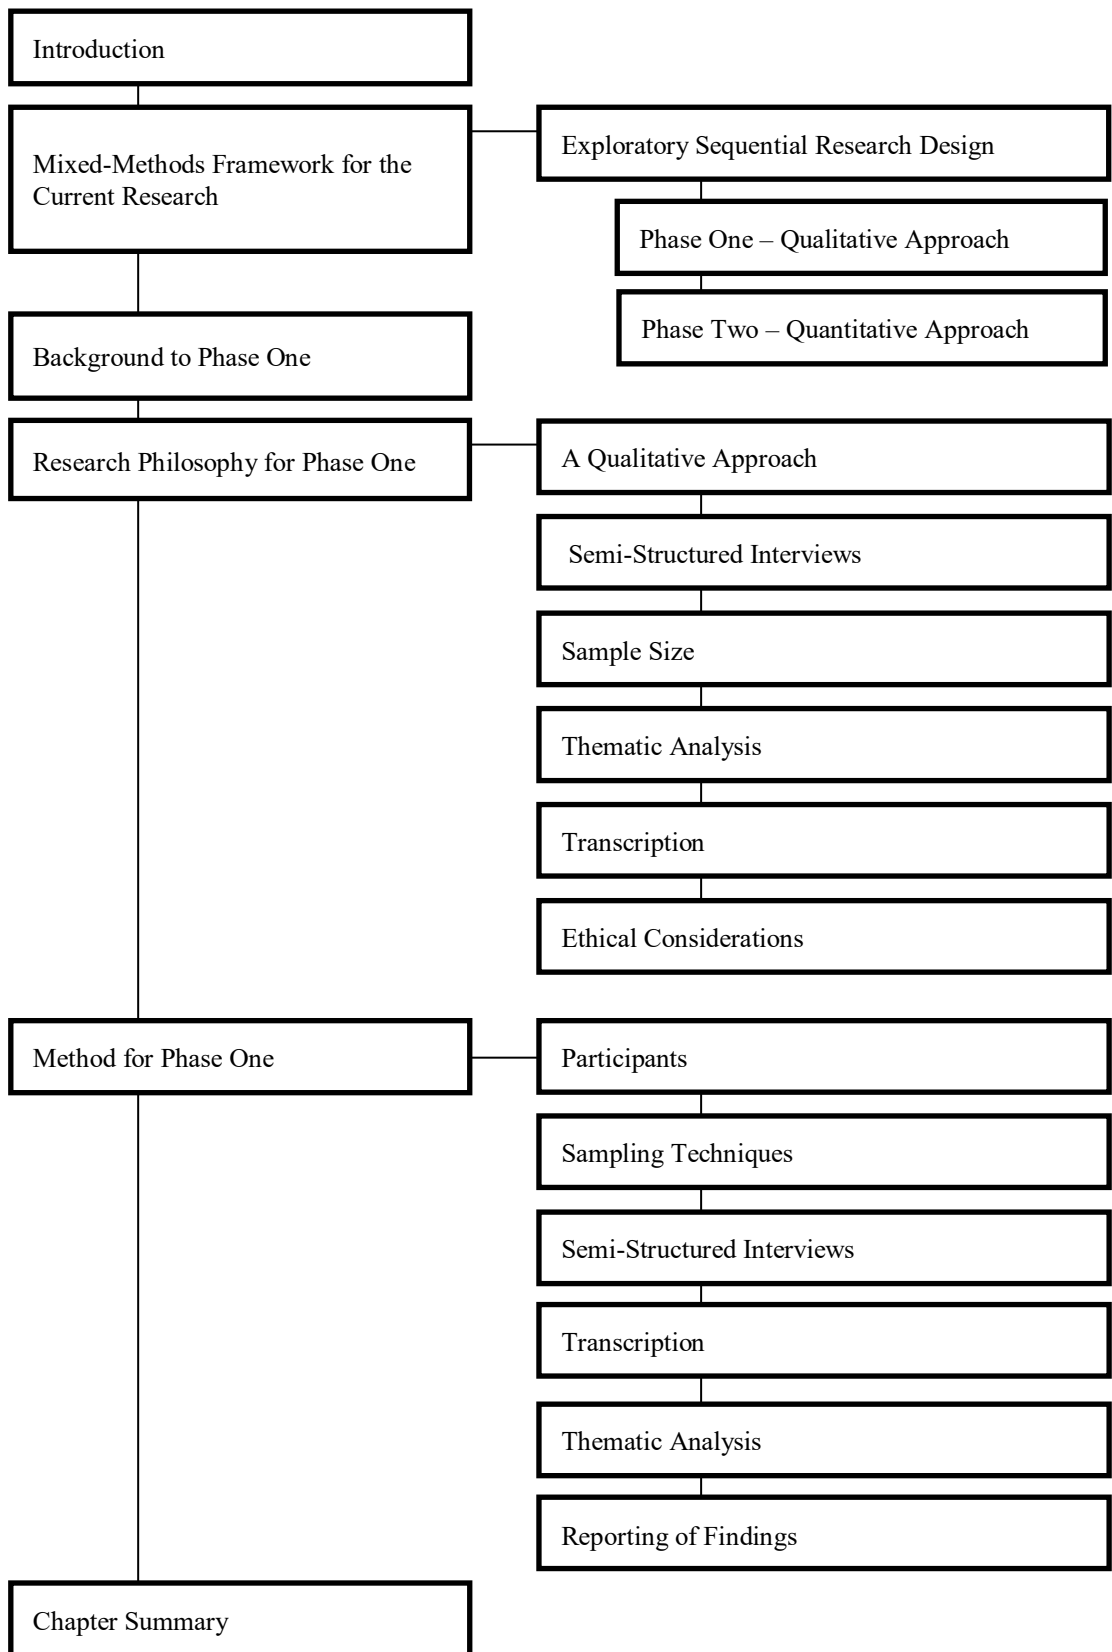 Introduction
Mixed-Methods Framework for the
Current Research
Exploratory Sequential Research Design
Phase One – Qualitative Approach
Phase Two – Quantitative Approach
Background to Phase One
Research Philosophy for Phase One
A Qualitative Approach
Semi-Structured Interviews
Sample Size
Thematic Analysis
Transcription
Ethical Considerations
Method for Phase One
Participants
Sampling Techniques
Semi-Structured Interviews
Transcription
Thematic Analysis
Reporting of Findings
Chapter Summary